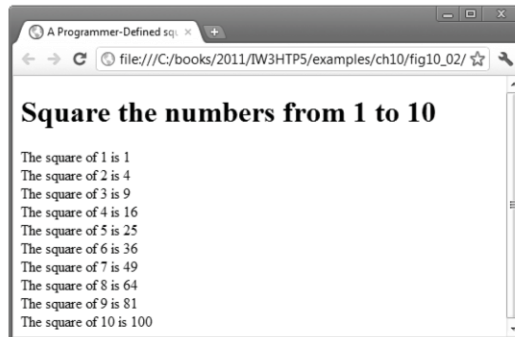 A Programmer-Defined squ
file:///C:/books/2011/IW3HTP5/examples/ch10/fig10_02/
Square the numbers from 1 to 10
The square of 1 is 1
The square of 2 is 4
The square of 3 is 9
The square of 4 is 16
The square of 5 is 25
The square of 6 is 36
The square of 7 is 49
The square of 8 is 64
The square of 9 is 81
The square of 10 is 100